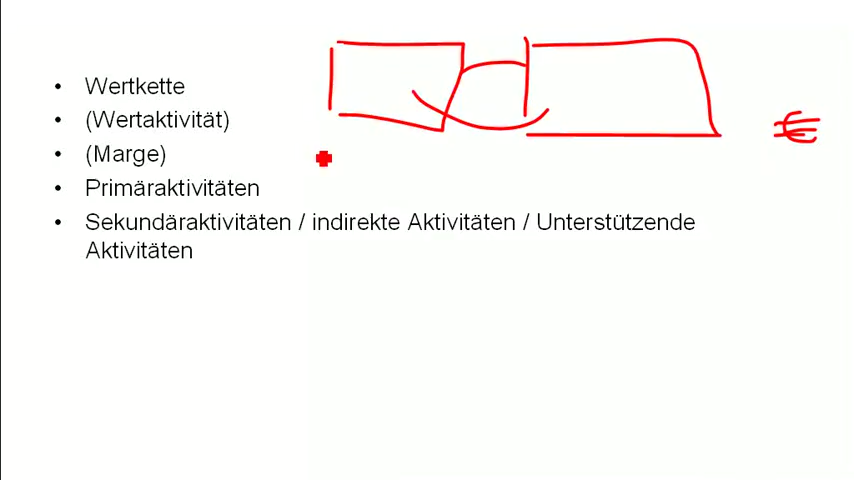 • Wertkette
• (Wertaktivität)
• (Marge)
• Primäraktivitäten
• Sekundäraktivitäten / indirekte Aktivitäten / Unterstützende
Aktivitäten
€